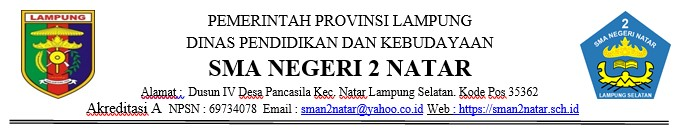 LAMPUNG
PEMERINTAH PROVINSI LAMPUNG
DINAS PENDIDIKAN DAN KEBUDAYAAN
SMA NEGERI 2 NATAR
Alamat : Dusun IV Desa Pancasila Kec. Natar Lampung Selatan. Kode Pos 35362
Akreditasi A NPSN : 69734078 Email : sman2natar@yahoo.co.id Web : https://sman2natar.sch.id
2
SMA NEGERI NATAR
LAMPUNG SELATAN